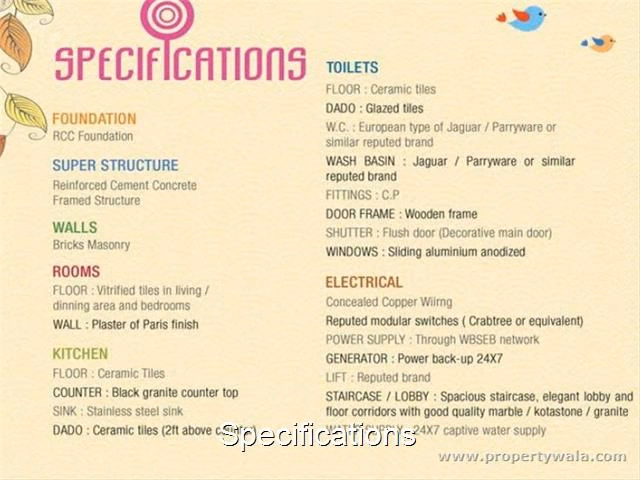 SPECIFICATIONS
FOUNDATION
RCC Foundation
SUPER STRUCTURE
Reinforced Cement Concrete
Framed Structure
WALLS
Bricks Masonry
ROOMS
FLOOR : Vitrified tiles in living /
dinning area and bedrooms
WALL : Plaster of Paris finish
KITCHEN
FLOOR : Ceramic Tiles
COUNTER : Black granite counter top
SINK : Stainless steel sink
DADO : Ceramic tiles (2ft above
TOILETS
FLOOR : Ceramic tiles
DADO : Glazed tiles
W.C. : European type of Jaguar / Parryware or
similar reputed brand
WASH BASIN : Jaguar / Parryware or similar
reputed brand
FITTINGS : C.P
DOOR FRAME : Wooden frame
SHUTTER : Flush door (Decorative main door)
WINDOWS : Sliding aluminium anodized
ELECTRICAL
Concealed Copper Wiirng
Reputed modular switches ( Crabtree or equivalent)
POWER SUPPLY : Through WBSEB network
GENERATOR : Power back-up 24X7
LIFT : Reputed brand
STAIRCASE / LOBBY : Spacious staircase, elegant lobby and
floor corridors with good quality marble / kotastone / granite
24X7 captive water supply
Specifications
www.propertywala.com